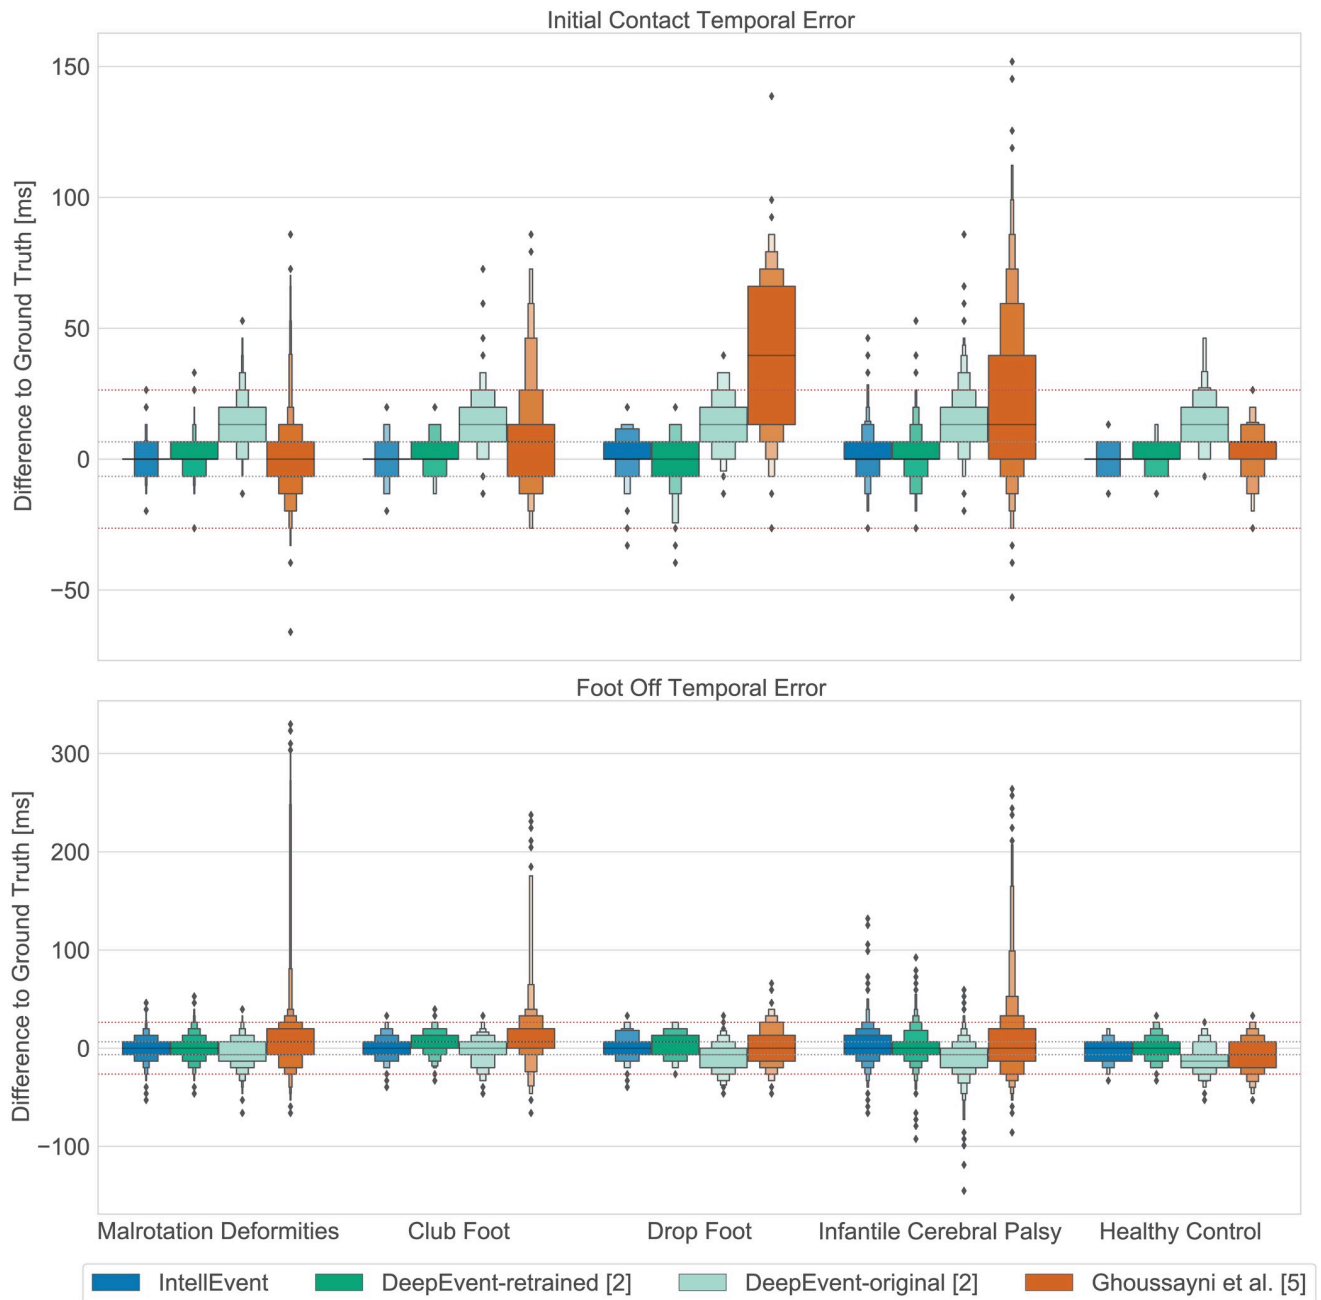 Initial Contact Temporal Error
150
100
50
0
−50
Difference to Ground Truth [ms]
Foot Off Temporal Error
300
200
100
0
−100
Difference to Ground Truth [ms]
Malrotation Deformities Club Foot Drop Foot Infantile Cerebral Palsy Healthy Control
IntellEvent DeepEvent-retrained [2] DeepEvent-original [2] Ghoussayni et al. [5]